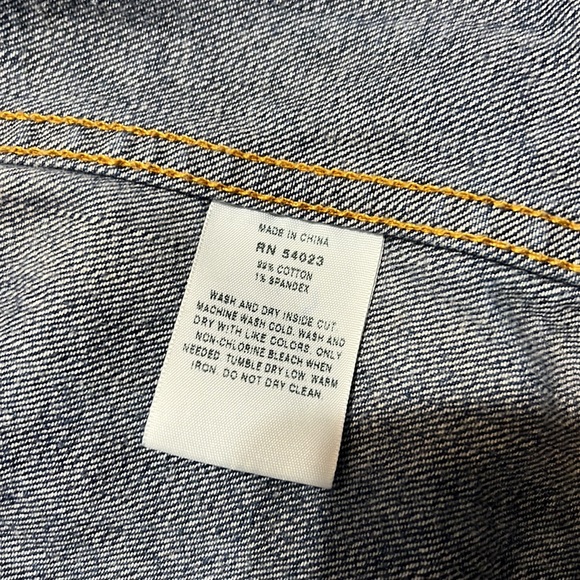 MADE IN CHINA
RN 54023
99% COTTON
1% SPANDEX
WASH AND DRY INSIDE OUT.
MACHINE WASH COLD, WASH AND
DRY WITH LIKE COLORS. ONLY
NON-CHLORINE BLEACH WHEN
NEEDED. TUMBLE DRY LOW. WARM
IRON. DO NOT DRY CLEAN.